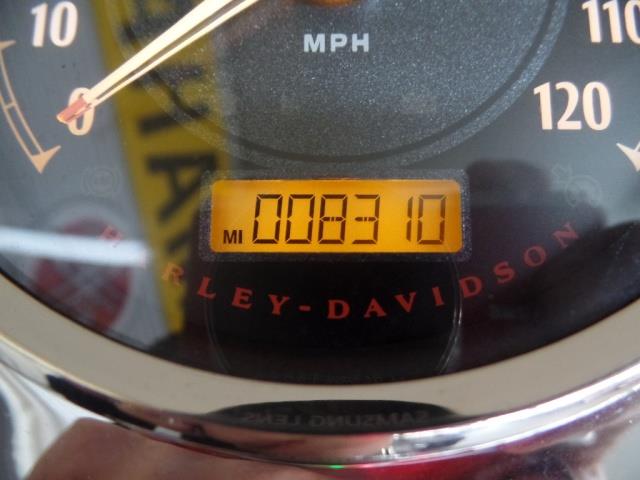 10
110
MPH
0
120
MI 008310
HARLEY-DAVIDSON
SAMSUNG LENS